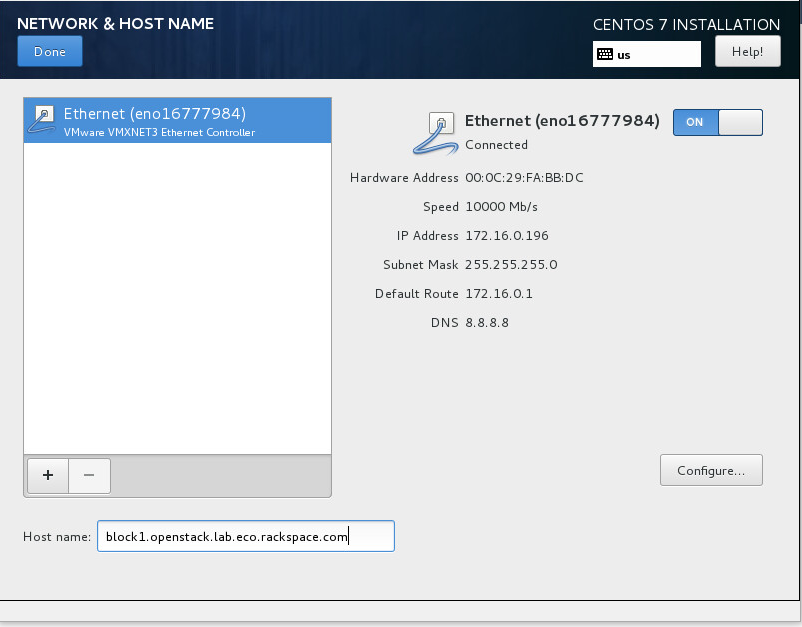 NETWORK & HOST NAME
CENTOS 7 INSTALLATION
Done
us
Help!
Ethernet (eno16777984)
VMware VMXNET3 Ethernet Controller
Ethernet (eno16777984)
ON
Connected
Hardware Address 00:0C:29:FA:BB:DC
Speed 10000 Mb/s
IP Address 172.16.0.196
Subnet Mask 255.255.255.0
Default Route 172.16.0.1
DNS 8.8.8.8
+ −
Configure...
Host name: block1.openstack.lab.eco.rackspace.com